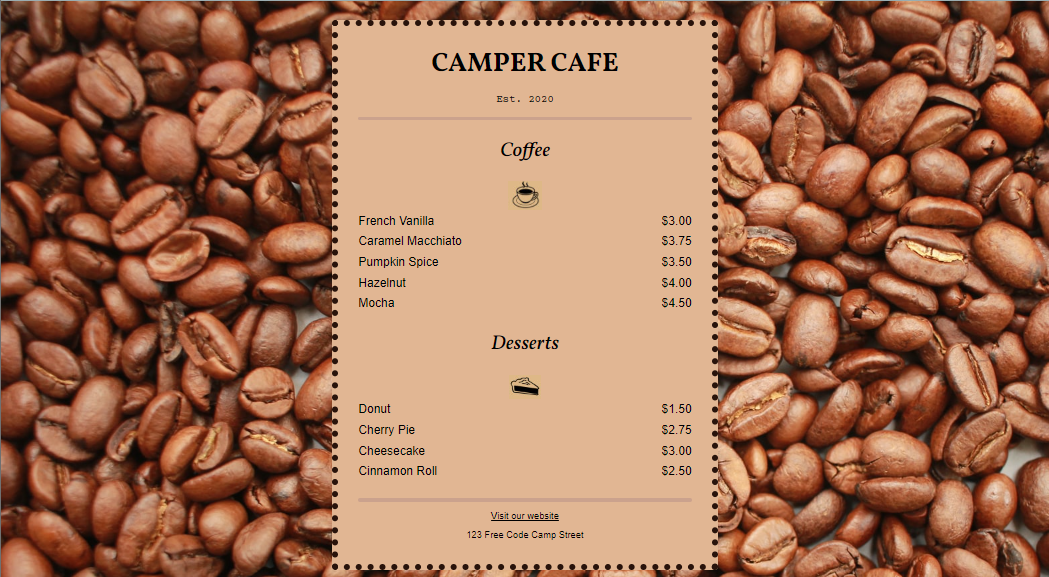 CAMPER CAFE
Est. 2020
Coffee
French Vanilla $3.00
Caramel Macchiato $3.75
Pumpkin Spice $3.50
Hazelnut $4.00
Mocha $4.50
Desserts
Donut $1.50
Cherry Pie $2.75
Cheesecake $3.00
Cinnamon Roll $2.50
Visit our website
123 Free Code Camp Street